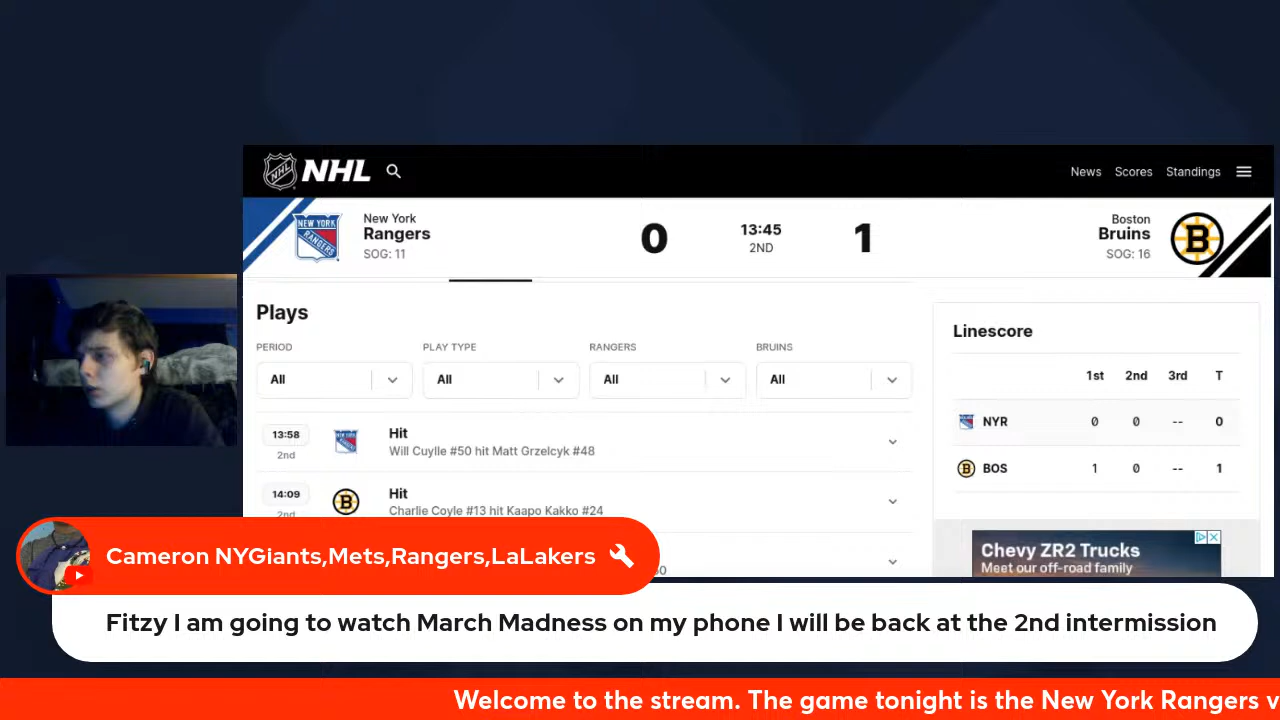 NHL
News Scores Standings
NEW YORK
RANGERS
New York
Rangers
SOG: 11
0
13:45
2ND
1
Boston
Bruins
SOG: 16
B
Plays
PERIOD PLAY TYPE RANGERS BRUINS
All All All All
13:58
2nd
Hit
Will Cuylle #50 hit Matt Grzelcyk #48
14:09
2nd
Hit
Charlie Coyle #13 hit Kaapo Kakko #24
Linescore
1st 2nd 3rd T
NYR 0 0 -- 0
BOS 1 0 -- 1
Chevy ZR2 Trucks
Meet our off-road family
Cameron NYGiants,Mets,Rangers,LaLakers
Fitzy I am going to watch March Madness on my phone I will be back at the 2nd intermission
Welcome to the stream. The game tonight is the New York Rangers v